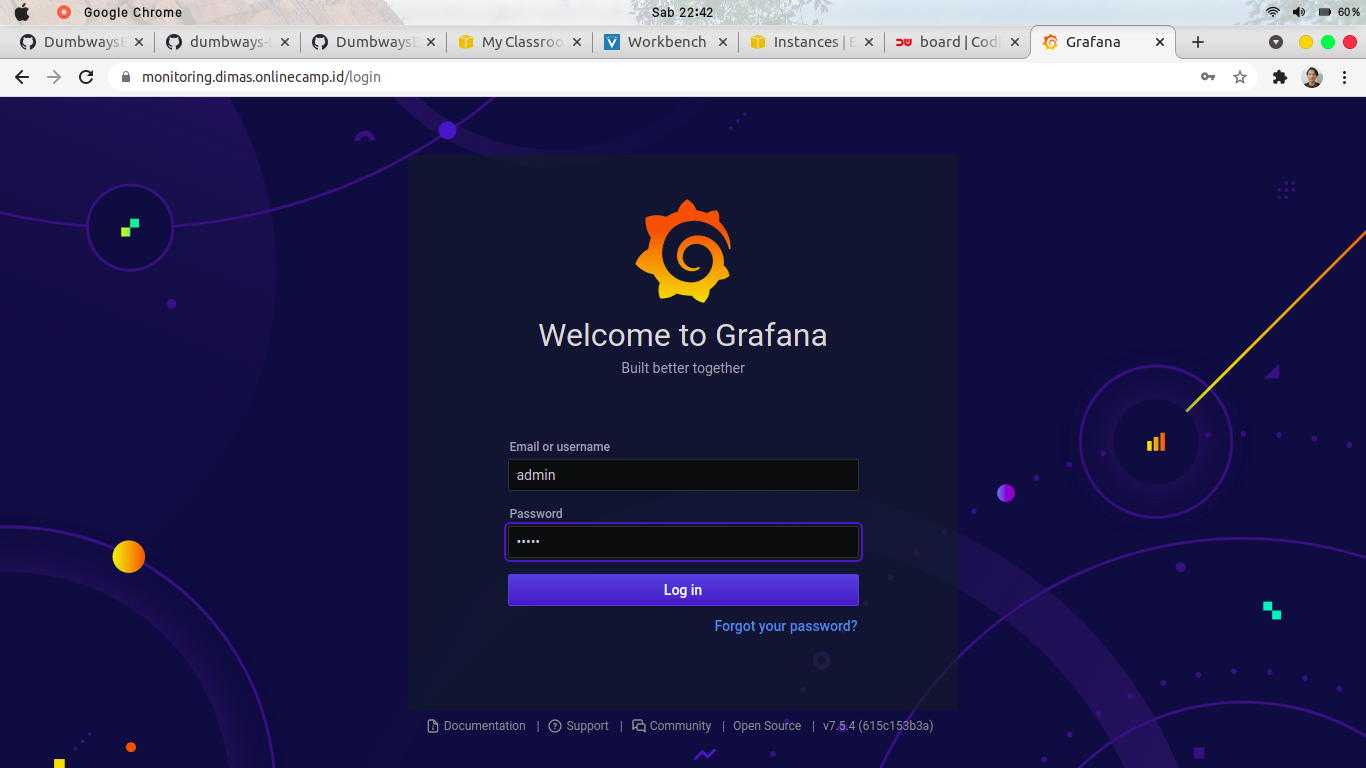 Google Chrome
Sab 22:42
60%
DumbwaysB
dumbways-
DumbwaysB
My Classroo
Workbench
Instances | E
board | Codi
Grafana
monitoring.dimas.onlinecamp.id/login
Welcome to Grafana
Built better together
Email or username
admin
Password
•••••
Log in
Forgot your password?
Documentation | Support | Community | Open Source | v7.5.4 (615c153b3a)